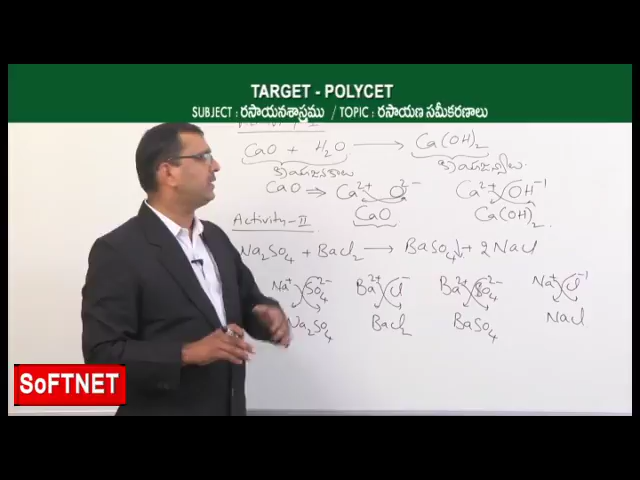 TARGET - POLYCET
SUBJECT : రసాయనశాస్త్రము / TOPIC : రసాయణ సమీకరణాలు
CaO + H₂O ⟶ Ca(OH)₂
CaO ⇒ Ca²⁺ O²⁻ Ca²⁺ OH⁻¹
CaO Ca(OH)₂
Activity-II
Na₂SO₄ + BaCl₂ ⟶ BaSO₄↓ + 2NaCl
Na⁺ SO₄²⁻ Ba²⁺ Cl⁻ Ba²⁺ SO₄²⁻ Na⁺ Cl⁻¹
Na₂SO₄ BaCl₂ BaSO₄ NaCl
SoFTNET